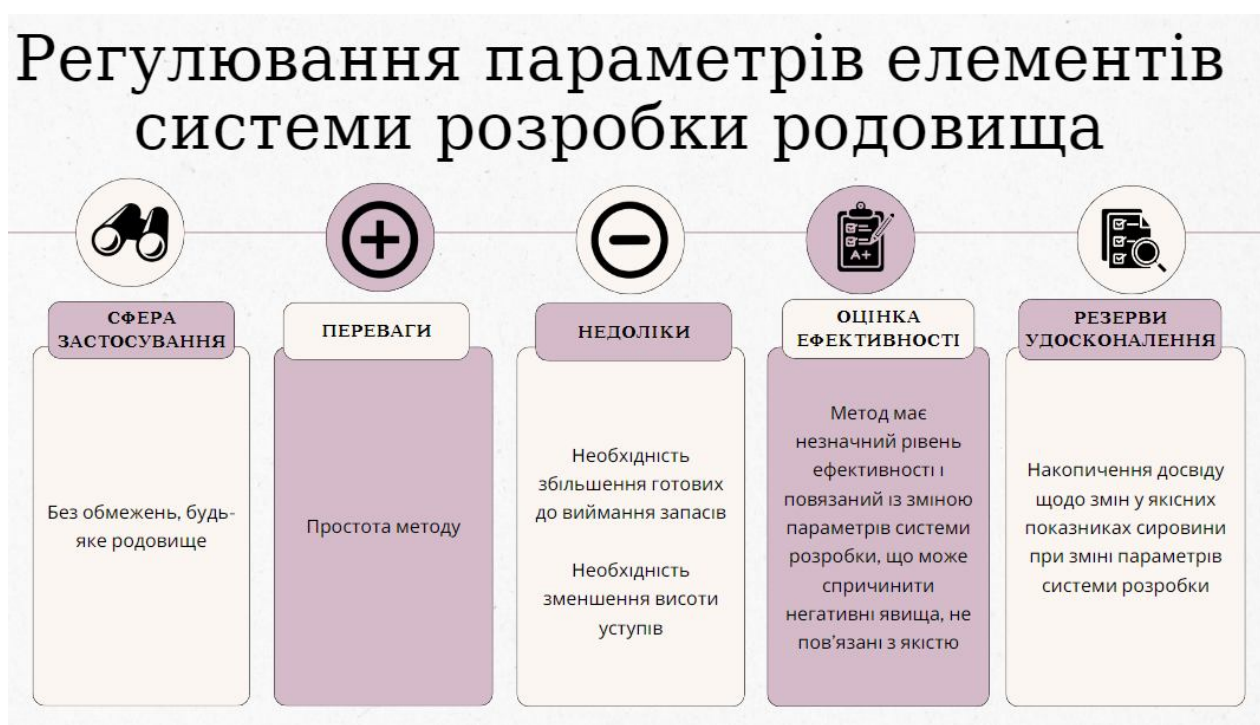 Регулювання параметрів елементів
системи розробки родовища
A+
СФЕРА
ЗАСТОСУВАННЯ
Без обмежень, будь-
яке родовище
ПЕРЕВАГИ
Простота методу
НЕДОЛІКИ
Необхідність
збільшення готових
до виймання запасів
Необхідність
зменшення висоти
уступів
ОЦІНКА
ЕФЕКТИВНОСТІ
Метод має
незначний рівень
ефективності і
повязаний із зміною
параметрів системи
розробки, що може
спричинити
негативні явища, не
пов’язані з якістю
РЕЗЕРВИ
УДОСКОНАЛЕННЯ
Накопичення досвіду
щодо змін у якісних
показниках сировини
при зміні параметрів
системи розробки